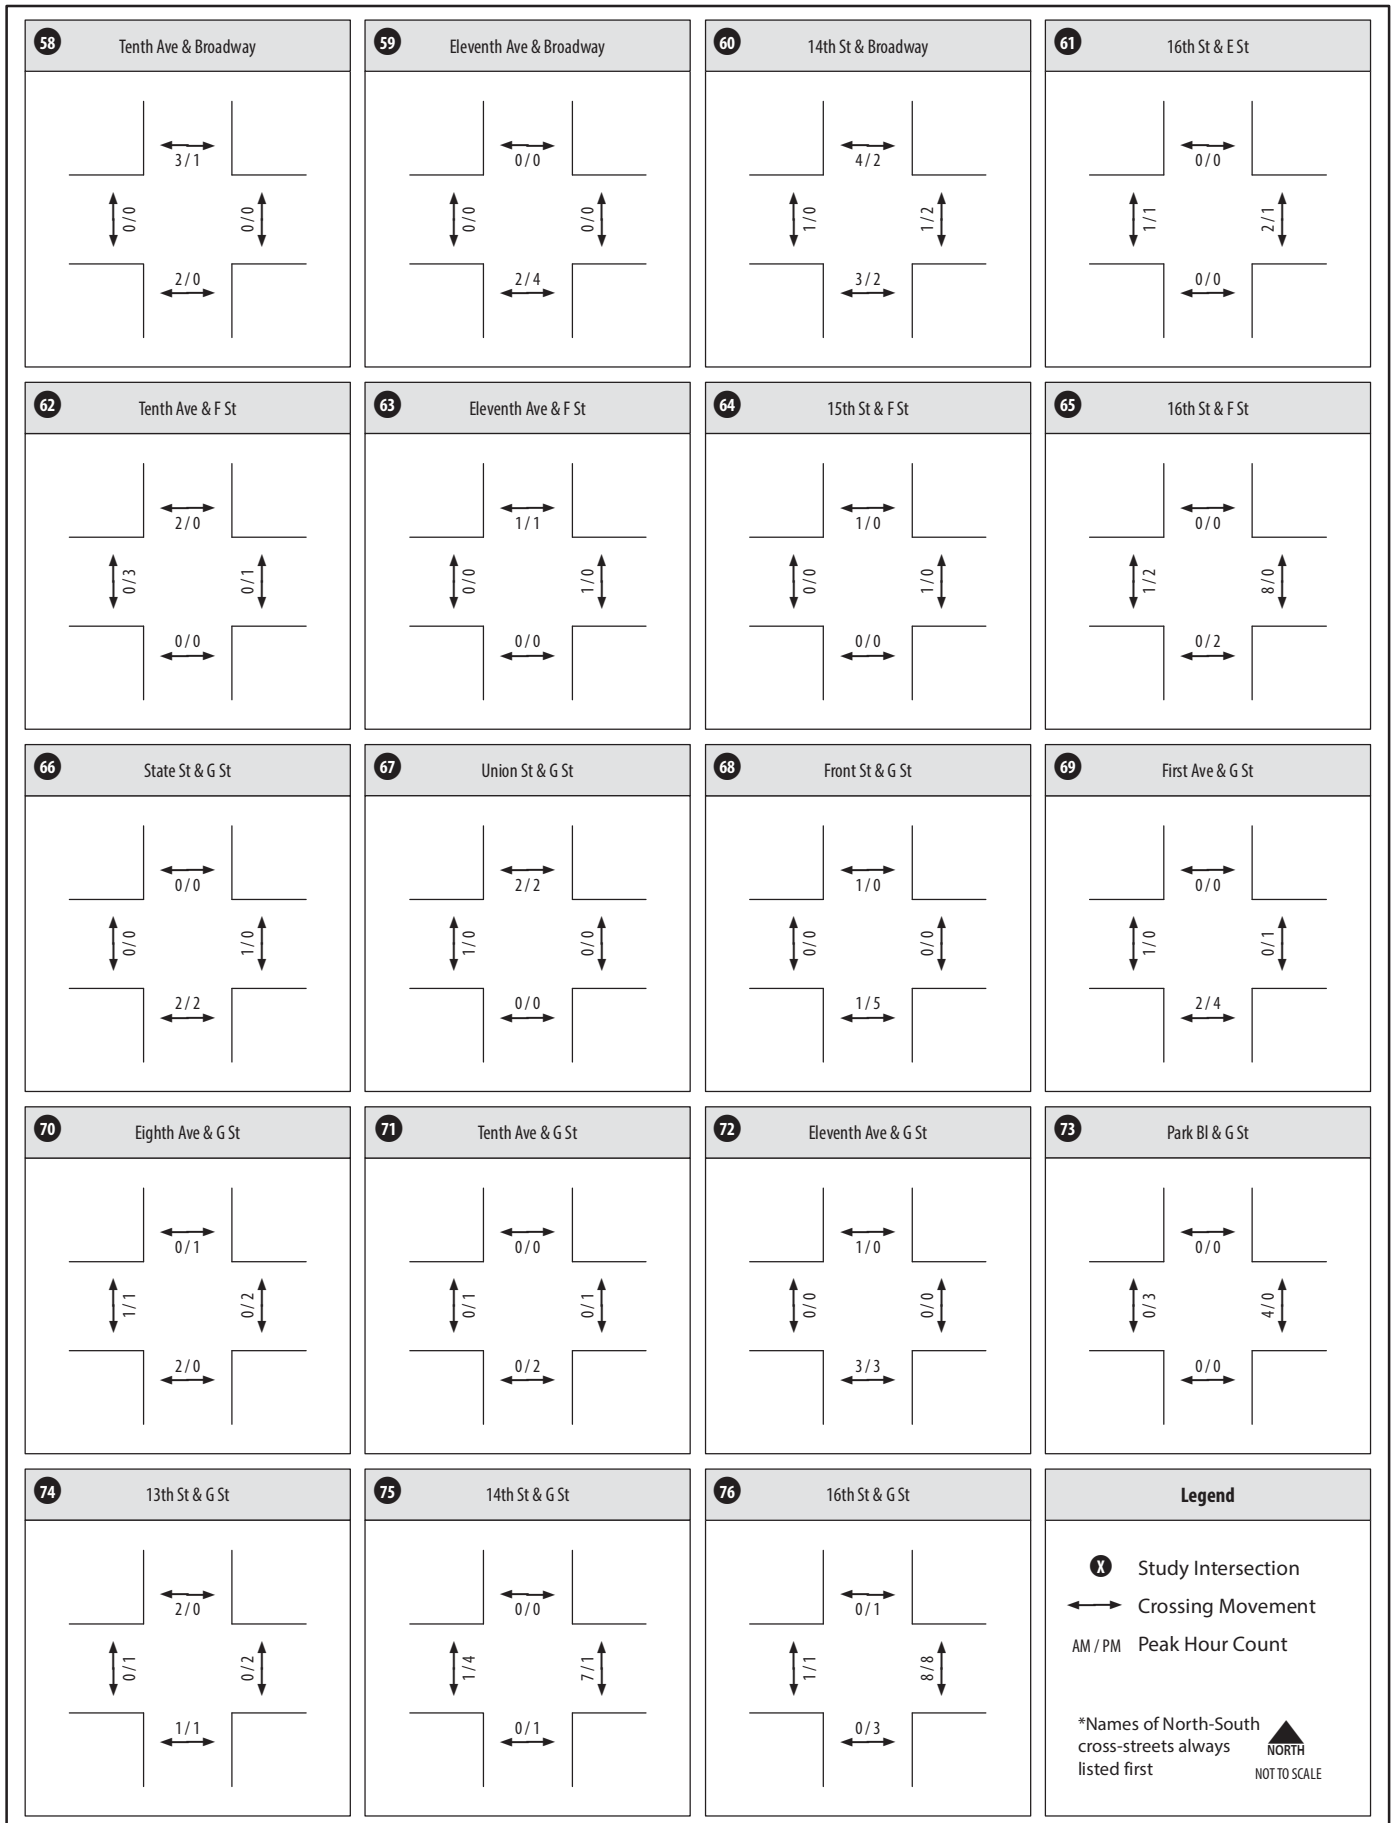 58 Tenth Ave & Broadway
3 / 1
0 / 0
0 / 0
2 / 0
59 Eleventh Ave & Broadway
0 / 0
0 / 0
0 / 0
2 / 4
60 14th St & Broadway
4 / 2
1 / 0
1 / 2
3 / 2
61 16th St & E St
0 / 0
1 / 1
2 / 1
0 / 0
62 Tenth Ave & F St
2 / 0
0 / 3
0 / 1
0 / 0
63 Eleventh Ave & F St
1 / 1
0 / 0
1 / 0
0 / 0
64 15th St & F St
1 / 0
0 / 0
1 / 0
0 / 0
65 16th St & F St
0 / 0
1 / 2
8 / 0
0 / 2
66 State St & G St
0 / 0
0 / 0
1 / 0
2 / 2
67 Union St & G St
2 / 2
1 / 0
0 / 0
0 / 0
68 Front St & G St
1 / 0
0 / 0
0 / 0
1 / 5
69 First Ave & G St
0 / 0
1 / 0
0 / 1
2 / 4
70 Eighth Ave & G St
0 / 1
1 / 1
0 / 2
2 / 0
71 Tenth Ave & G St
0 / 0
0 / 1
0 / 1
0 / 2
72 Eleventh Ave & G St
1 / 0
0 / 0
0 / 0
3 / 3
73 Park Bl & G St
0 / 0
0 / 3
4 / 0
0 / 0
74 13th St & G St
2 / 0
0 / 1
0 / 2
1 / 1
75 14th St & G St
0 / 0
1 / 4
7 / 1
0 / 1
76 16th St & G St
0 / 1
1 / 1
8 / 8
0 / 3
Legend
X Study Intersection
Crossing Movement
AM / PM Peak Hour Count
*Names of North-South
cross-streets always
listed first
NORTH
NOT TO SCALE